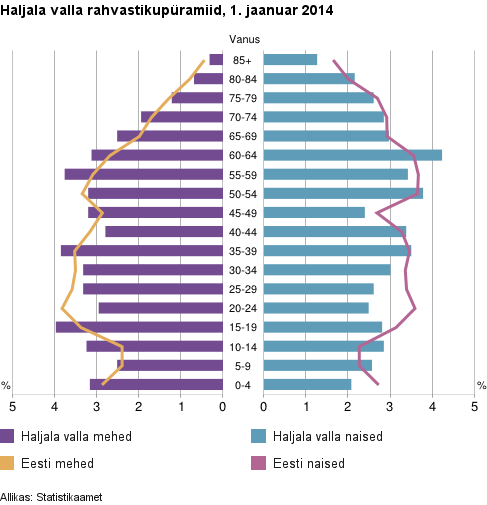 Haljala valla rahvastikupüramiid, 1. jaanuar 2014
Vanus
85+
80-84
75-79
70-74
65-69
60-64
55-59
50-54
45-49
40-44
35-39
30-34
25-29
20-24
15-19
10-14
5-9
% 0-4 %
5 4 3 2 1 0 0 1 2 3 4 5
Haljala valla mehed Haljala valla naised
Eesti mehed Eesti naised
Allikas: Statistikaamet